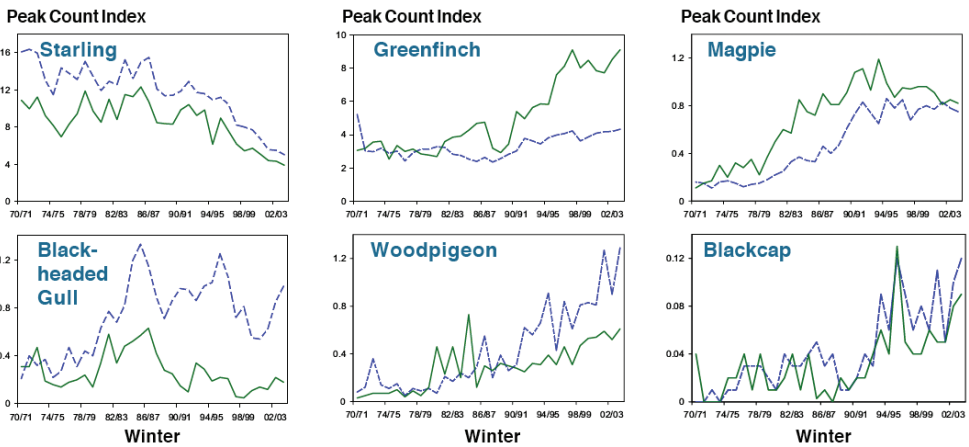 Peak Count Index
Peak Count Index
Peak Count Index
Starling
16
12
8
4
0
70/71 74/75 78/79 82/83 86/87 90/91 94/95 98/99 02/03
Greenfinch
10
8
6
4
2
0
70/71 74/75 78/79 82/83 86/87 90/91 94/95 98/99 02/03
Magpie
1.2
0.8
0.4
0
70/71 74/75 78/79 82/83 86/87 90/91 94/95 98/99 02/03
Black-
headed
Gull
.2
0.8
0.4
0
70/71 74/75 78/79 82/83 86/87 90/91 94/95 98/99 02/03
Winter
Woodpigeon
1.2
0.8
0.4
0
70/71 74/75 78/79 82/83 86/87 90/91 94/95 98/99 02/03
Winter
Blackcap
0.12
0.08
0.04
0
70/71 74/75 78/79 82/83 86/87 90/91 94/95 98/99 02/03
Winter